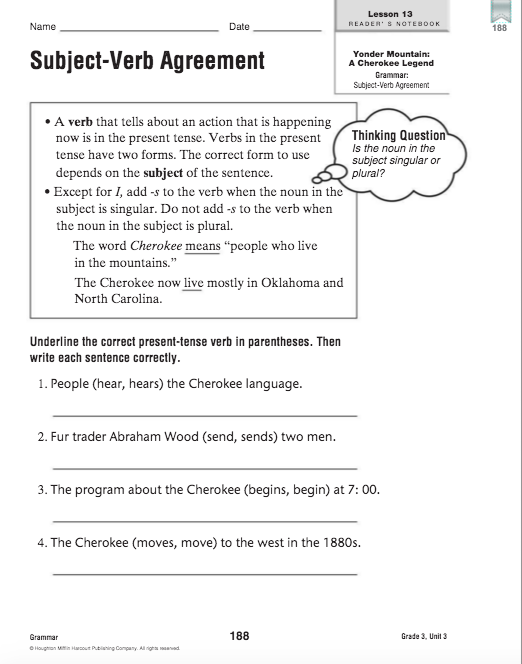 Name
Date
Lesson 13
READER'S NOTEBOOK
188
Subject-Verb Agreement
Yonder Mountain:
A Cherokee Legend
Grammar:
Subject-Verb Agreement
• A verb that tells about an action that is happening
now is in the present tense. Verbs in the present
tense have two forms. The correct form to use
depends on the subject of the sentence.
• Except for I, add -s to the verb when the noun in the
subject is singular. Do not add -s to the verb when
the noun in the subject is plural.
The word Cherokee means “people who live
in the mountains.”
The Cherokee now live mostly in Oklahoma and
North Carolina.
Thinking Question
Is the noun in the
subject singular or
plural?
Underline the correct present-tense verb in parentheses. Then
write each sentence correctly.
1. People (hear, hears) the Cherokee language.
2. Fur trader Abraham Wood (send, sends) two men.
3. The program about the Cherokee (begins, begin) at 7: 00.
4. The Cherokee (moves, move) to the west in the 1880s.
Grammar
188
Grade 3, Unit 3
© Houghton Mifflin Harcourt Publishing Company. All rights reserved.